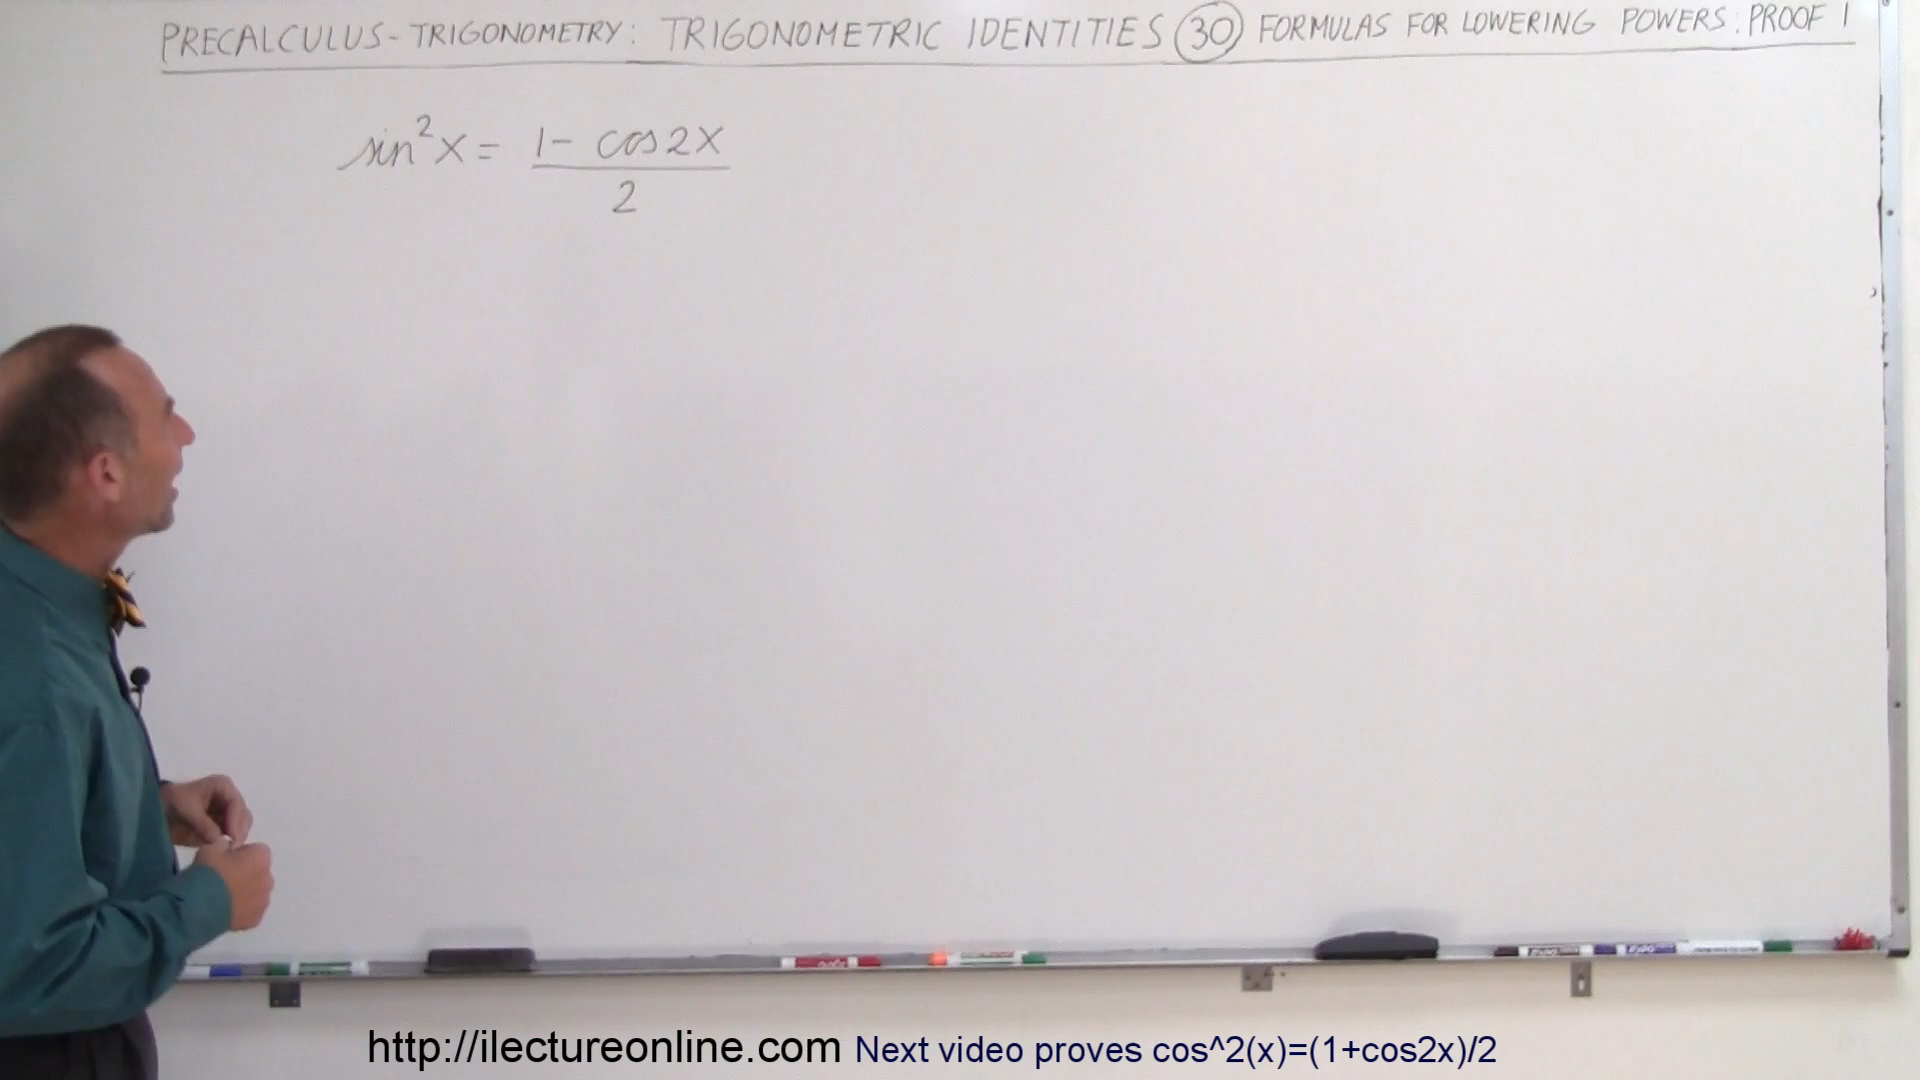 PRECALCULUS - TRIGONOMETRY: TRIGONOMETRIC IDENTITIES 30 FORMULAS FOR LOWERING POWERS: PROOF 1
sin²x = 1 - cos2x
2
http://ilectureonline.com Next video proves cos^2(x)=(1+cos2x)/2